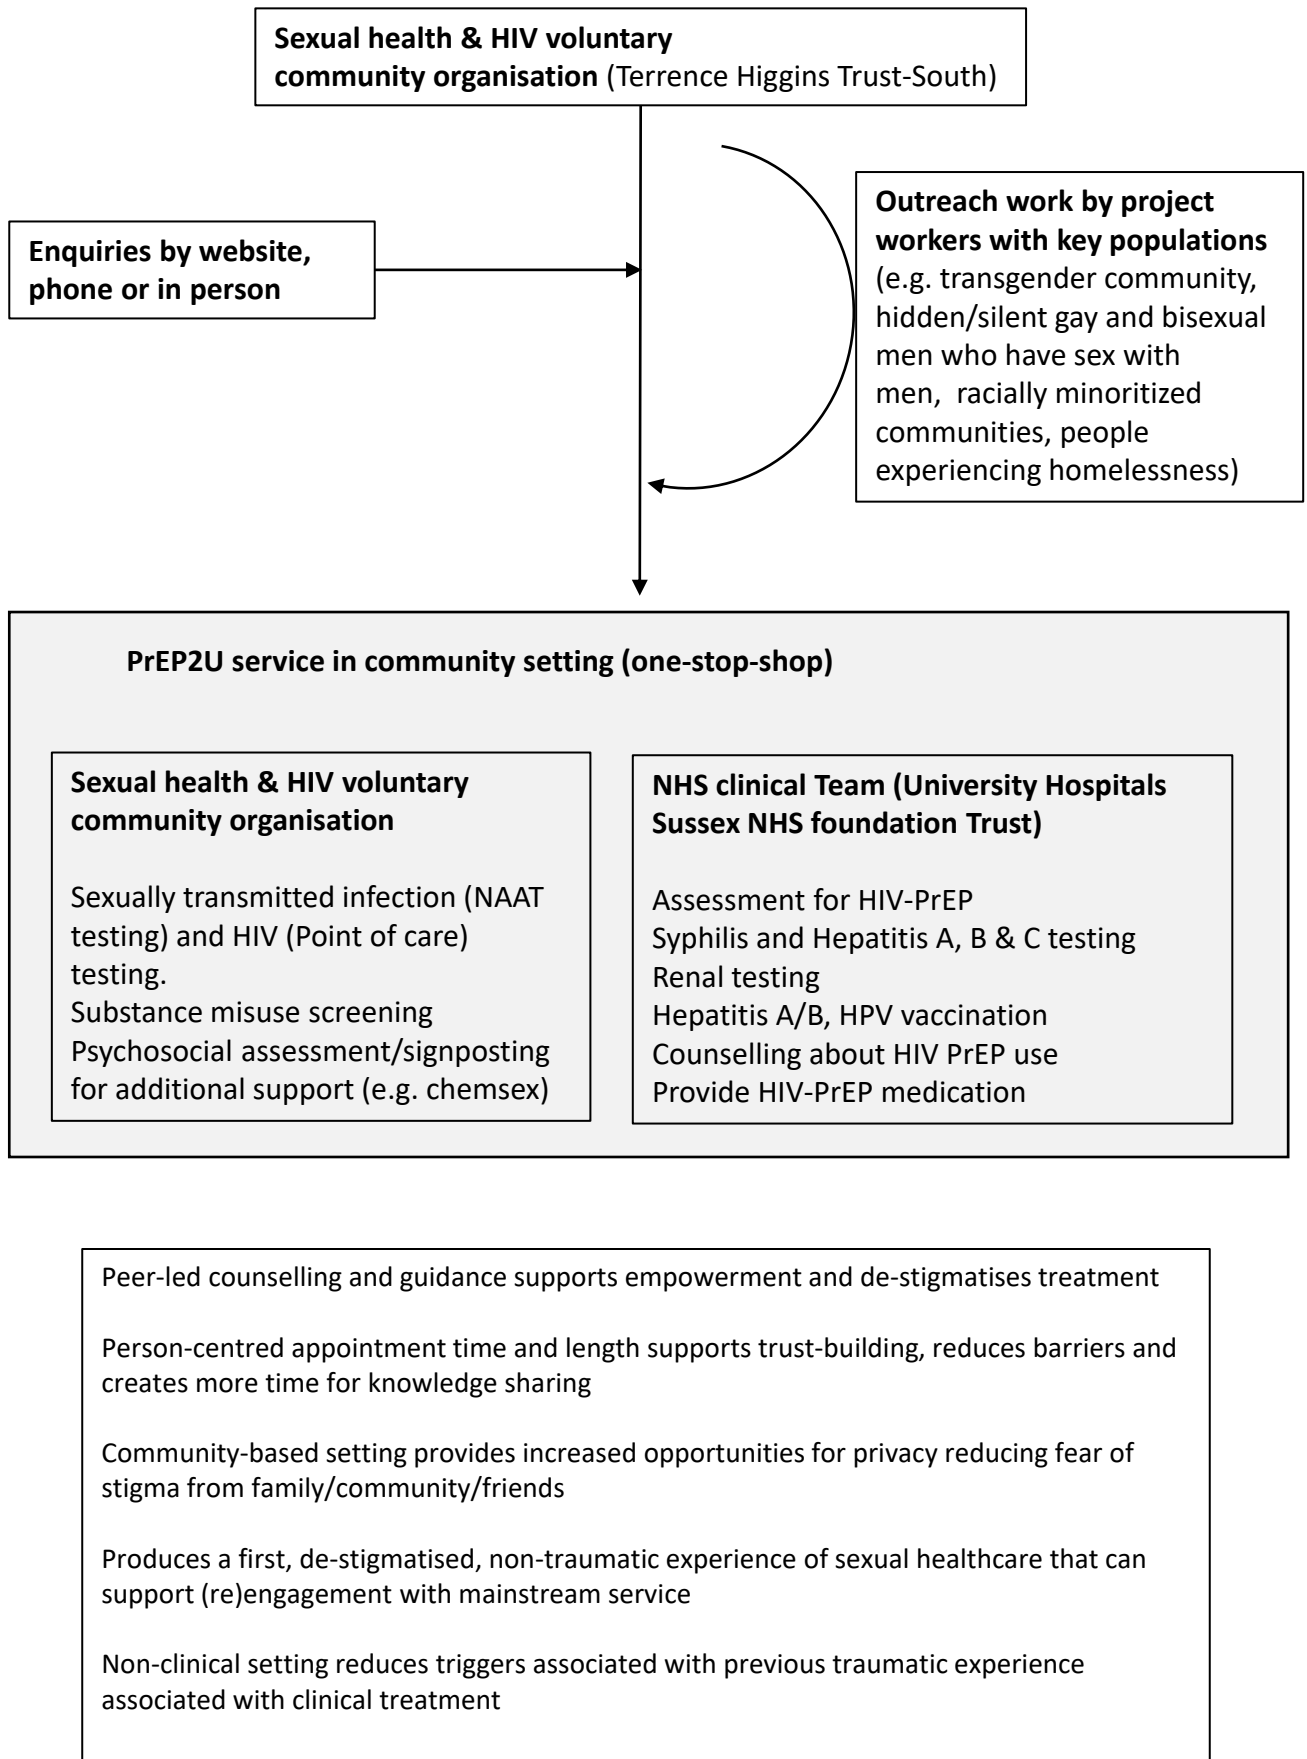 Sexual health & HIV voluntary
community organisation (Terrence Higgins Trust-South)
Enquiries by website,
phone or in person
Outreach work by project
workers with key populations
(e.g. transgender community,
hidden/silent gay and bisexual
men who have sex with
men, racially minoritized
communities, people
experiencing homelessness)
PrEP2U service in community setting (one-stop-shop)
Sexual health & HIV voluntary
community organisation
Sexually transmitted infection (NAAT
testing) and HIV (Point of care)
testing.
Substance misuse screening
Psychosocial assessment/signposting
for additional support (e.g. chemsex)
NHS clinical Team (University Hospitals
Sussex NHS foundation Trust)
Assessment for HIV-PrEP
Syphilis and Hepatitis A, B & C testing
Renal testing
Hepatitis A/B, HPV vaccination
Counselling about HIV PrEP use
Provide HIV-PrEP medication
Peer-led counselling and guidance supports empowerment and de-stigmatises treatment
Person-centred appointment time and length supports trust-building, reduces barriers and
creates more time for knowledge sharing
Community-based setting provides increased opportunities for privacy reducing fear of
stigma from family/community/friends
Produces a first, de-stigmatised, non-traumatic experience of sexual healthcare that can
support (re)engagement with mainstream service
Non-clinical setting reduces triggers associated with previous traumatic experience
associated with clinical treatment